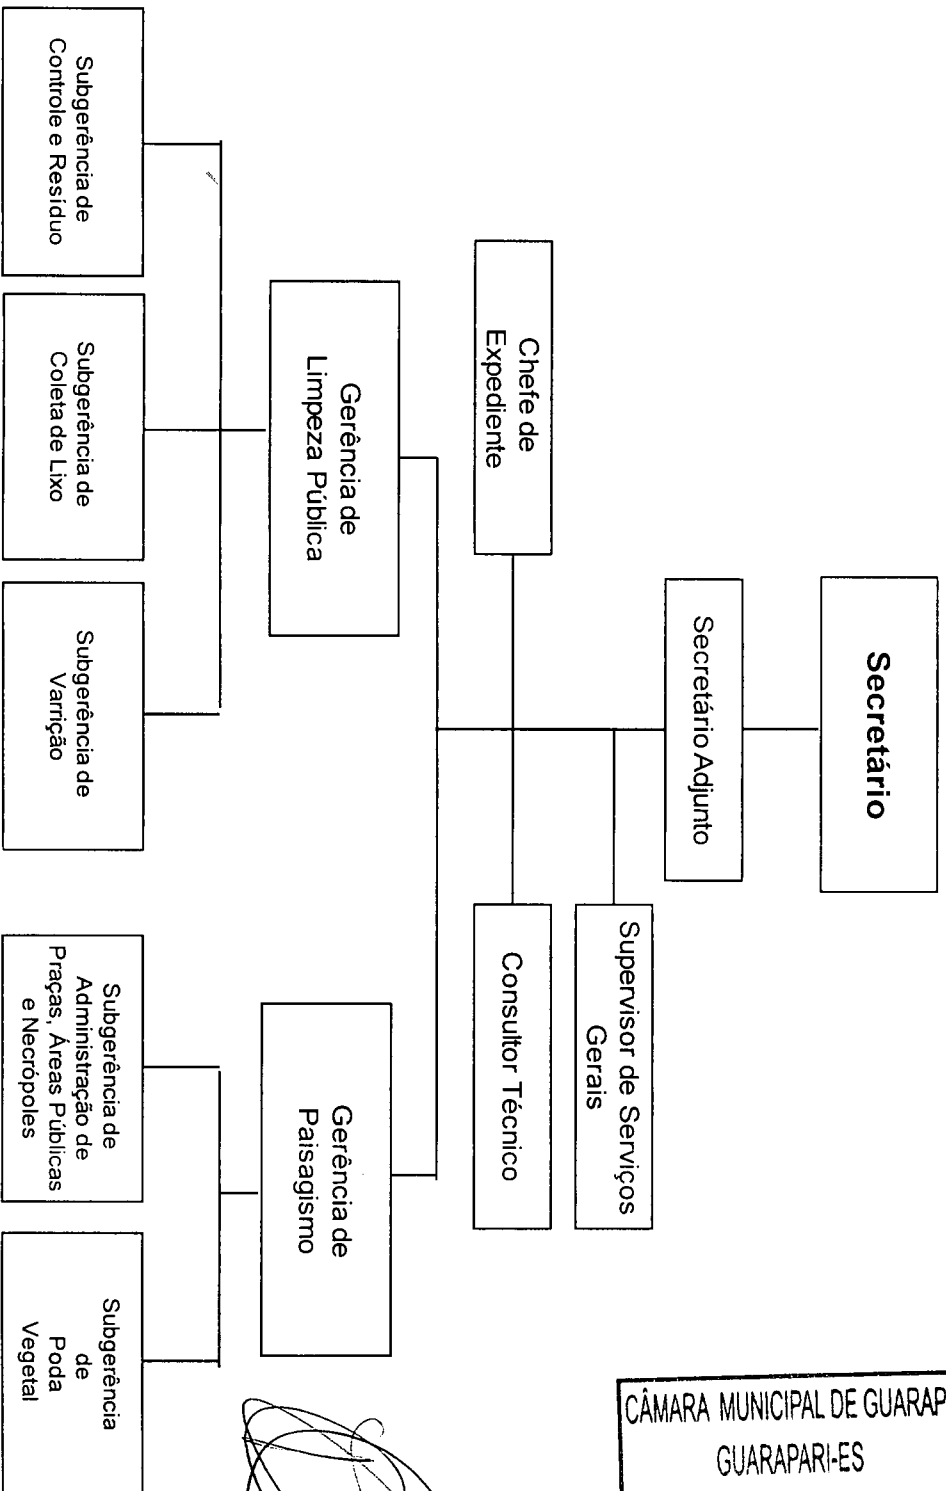 Secretário
Secretário Adjunto
Supervisor de Serviços
Gerais
Chefe de
Expediente
Consultor Técnico
Gerência de
Limpeza Pública
Gerência de
Paisagismo
Subgerência de
Controle e Resíduo
Subgerência de
Coleta de Lixo
Subgerência de
Varrição
Subgerência de
Administração de
Praças, Áreas Públicas
e Necrópoles
Subgerência
de
Poda
Vegetal
CÂMARA MUNICIPAL DE GUARAP
GUARAPARI-ES